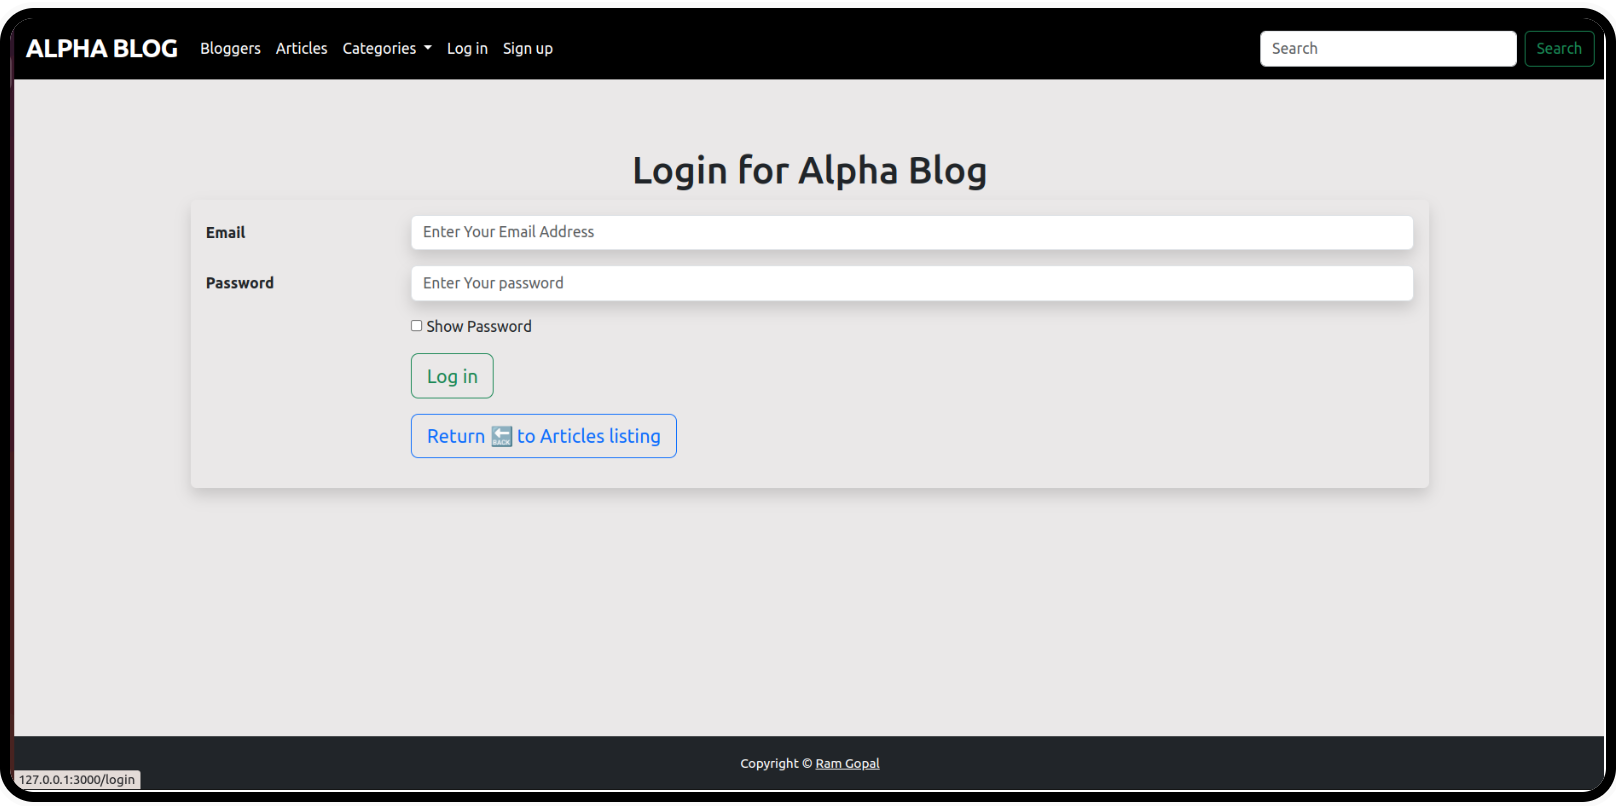 ALPHA BLOG Bloggers Articles Categories Log in Sign up Search Search
Login for Alpha Blog
Email Enter Your Email Address
Password Enter Your password
Show Password
Log in
Return 🔙 to Articles listing
Copyright © Ram Gopal
127.0.0.1:3000/login